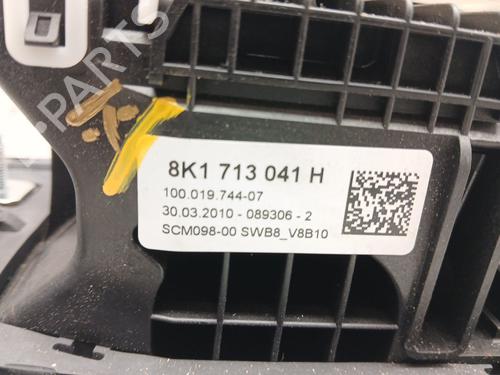 8K1 713 041 H
100.019.744-07
30.03.2010 - 089306 - 2
SCM098-00 SWB8_V8B10